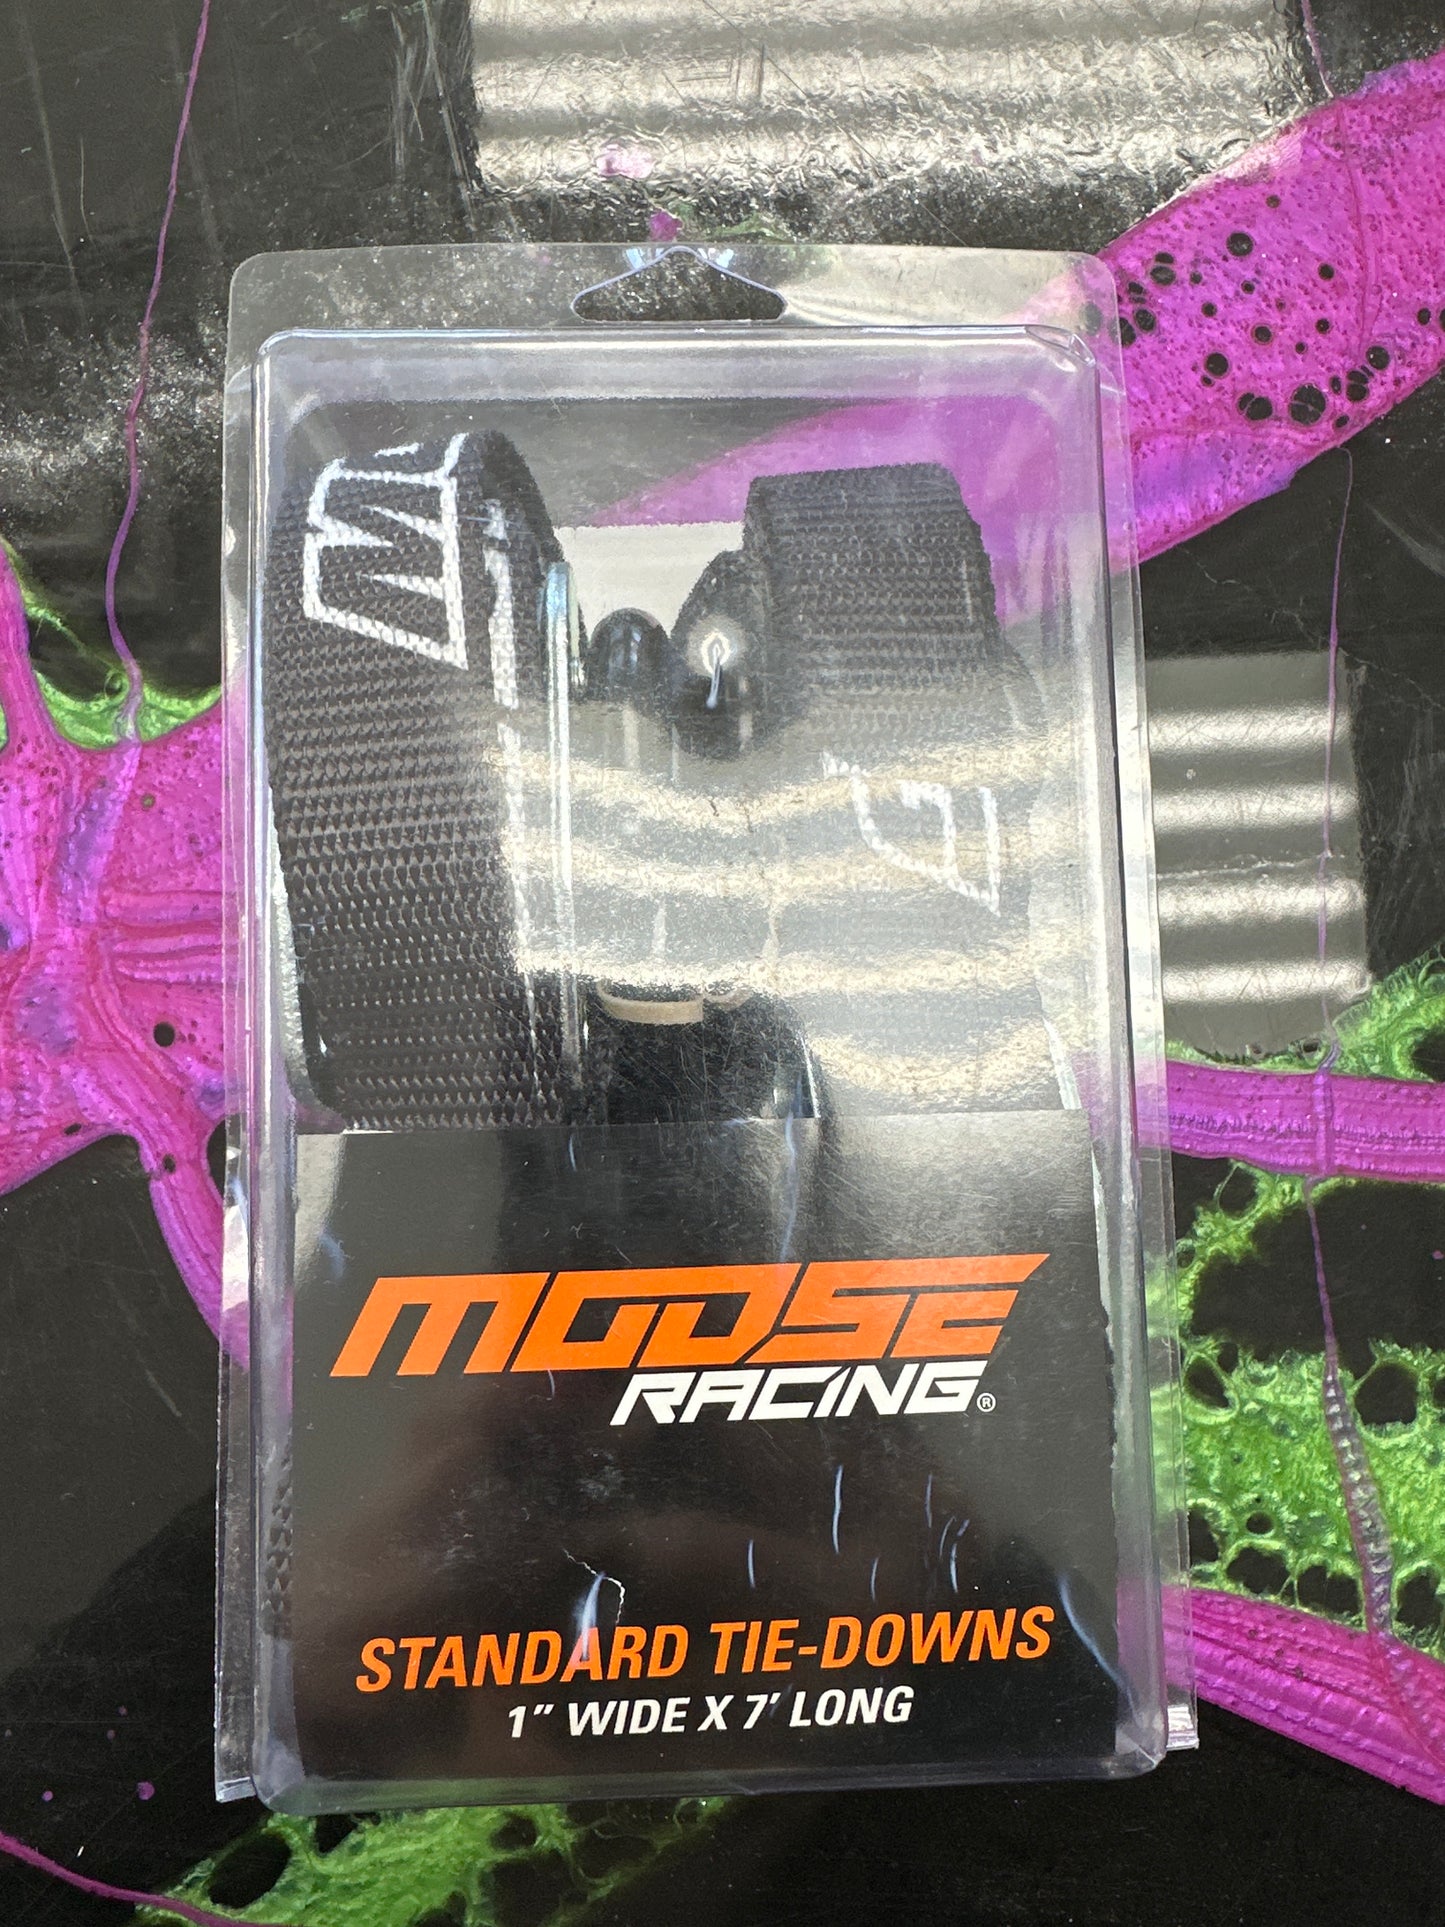 MOOSE
RACING®
STANDARD TIE-DOWNS
1” WIDE X 7’ LONG